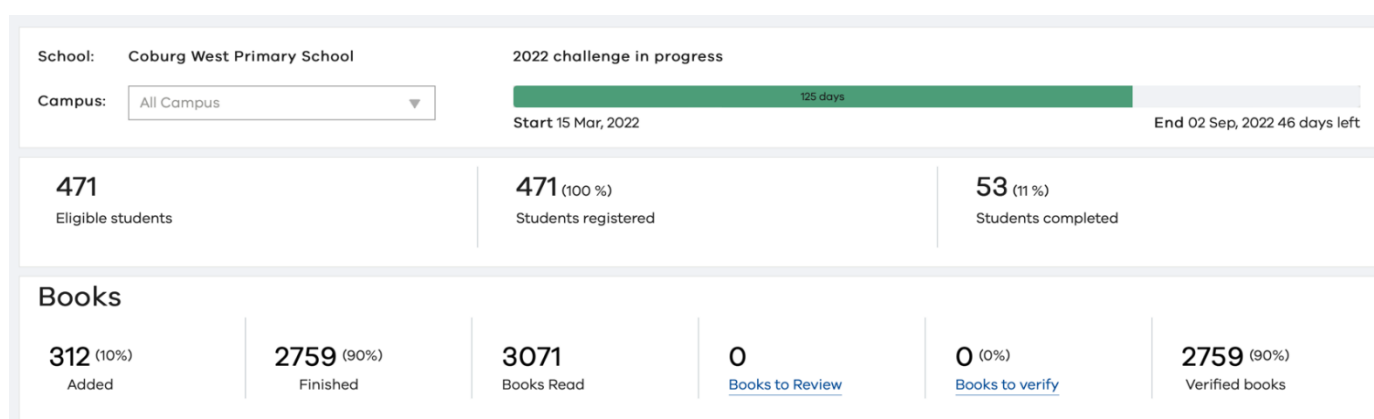 School: Coburg West Primary School
2022 challenge in progress
Campus: All Campus
125 days
Start 15 Mar, 2022
End 02 Sep, 2022 46 days left
471
Eligible students
471 (100 %)
Students registered
53 (11 %)
Students completed
Books
312 (10%)
Added
2759 (90%)
Finished
3071
Books Read
0
Books to Review
0 (0%)
Books to verify
2759 (90%)
Verified books